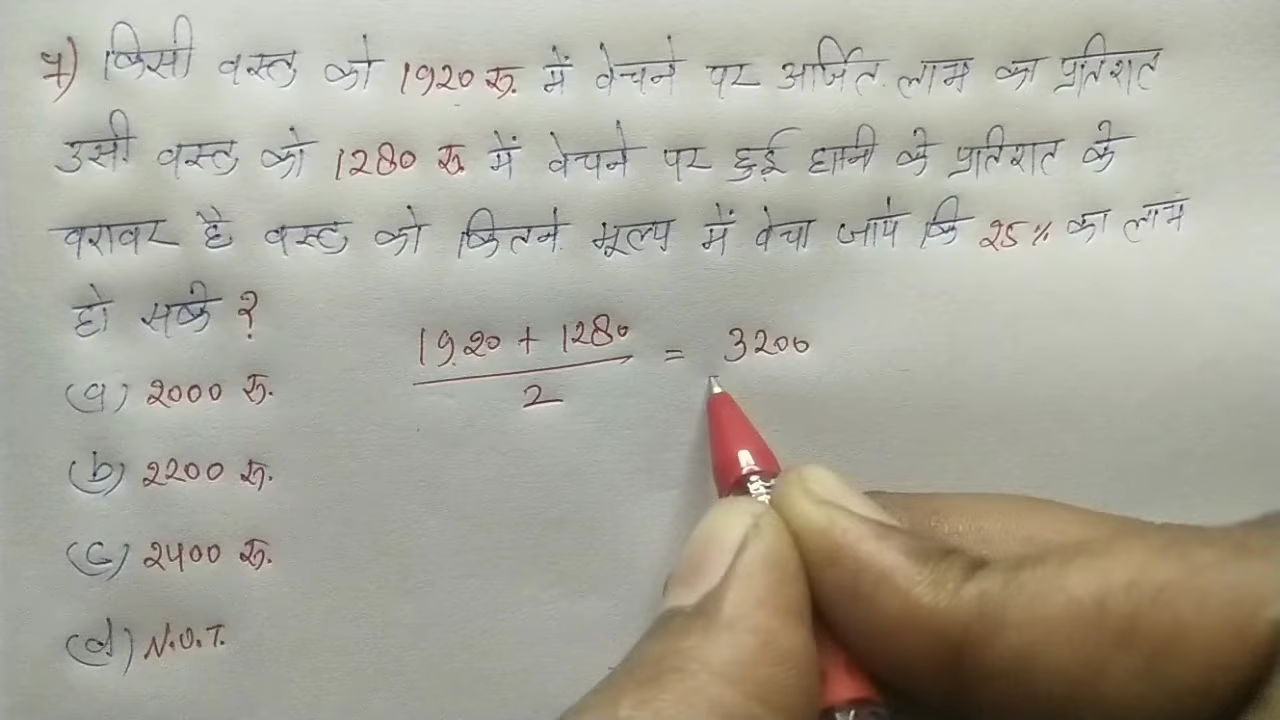 4) किसी वस्तु को 1920 रु. में बेचने पर अर्जित लाभ का प्रतिशत
उसी वस्तु को 1280 रु. में बेचने पर हुई हानी के प्रतिशत के
बराबर है वस्तु को कितने मूल्य में बेचा जाये कि 25% का लाभ
हो सके ?
1920 + 1280 / 2 = 3200
(a) 2000 रु.
(b) 2200 रु.
(c) 2400 रु.
(d) N.O.T.